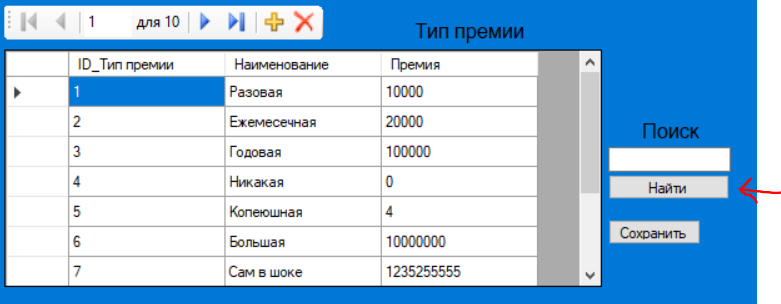 1 для 10
Тип премии
ID_Тип премии Наименование Премия
1 Разовая 10000
2 Ежемесечная 20000
3 Годовая 100000
4 Никакая 0
5 Копеюшная 4
6 Большая 10000000
7 Сам в шоке 1235255555
Поиск
Найти
Сохранить